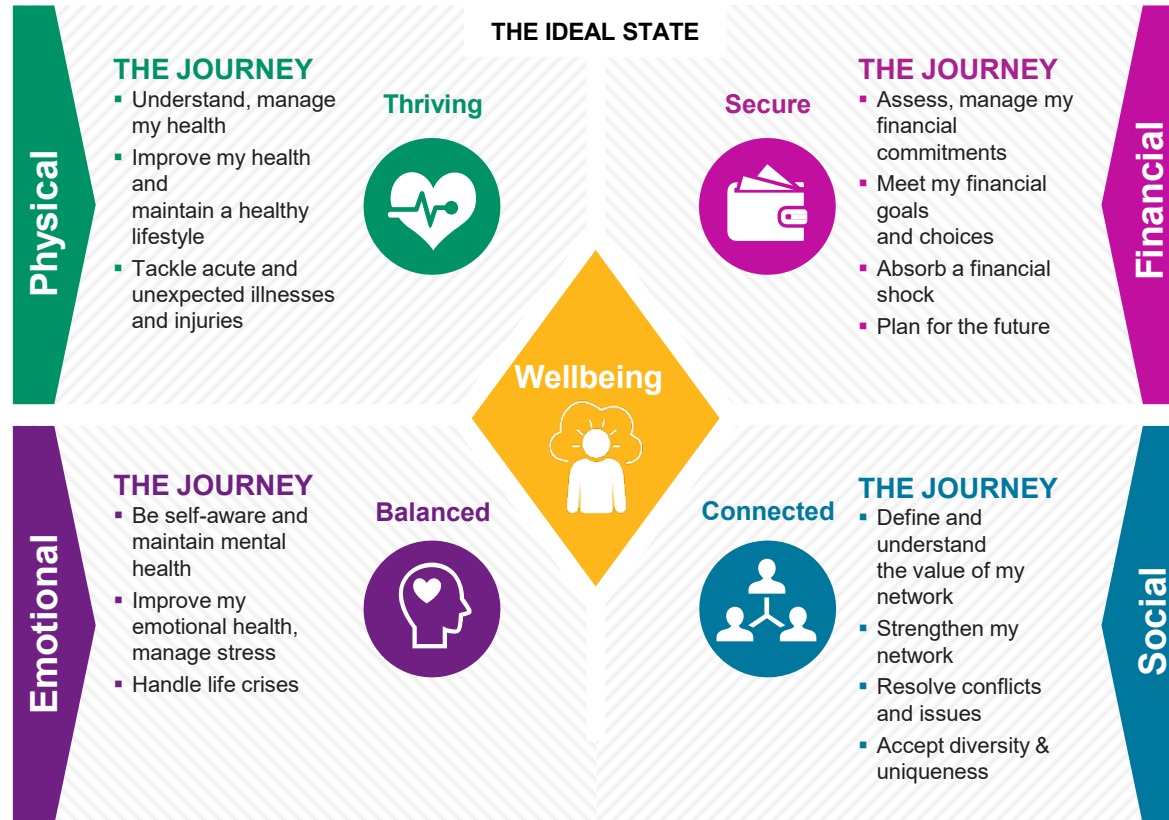 THE IDEAL STATE
Physical
THE JOURNEY
▪ Understand, manage
my health
▪ Improve my health
and
maintain a healthy
lifestyle
▪ Tackle acute and
unexpected illnesses
and injuries
Thriving
Secure
THE JOURNEY
▪ Assess, manage my
financial
commitments
▪ Meet my financial
goals
and choices
▪ Absorb a financial
shock
▪ Plan for the future
Financial
Wellbeing
Emotional
THE JOURNEY
▪ Be self-aware and
maintain mental
health
▪ Improve my
emotional health,
manage stress
▪ Handle life crises
Balanced
Connected
THE JOURNEY
▪ Define and
understand
the value of my
network
▪ Strengthen my
network
▪ Resolve conflicts
and issues
▪ Accept diversity &
uniqueness
Social